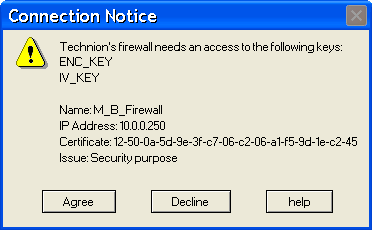 Connection Notice
Technion's firewall needs an access to the following keys:
ENC_KEY
IV_KEY
Name: M_B_Firewall
IP Address: 10.0.0.250
Certificate: 12-50-0a-5d-9e-3f-c7-06-c2-06-a1-f5-9d-1e-c2-45
Issue: Security purpose
Agree
Decline
help